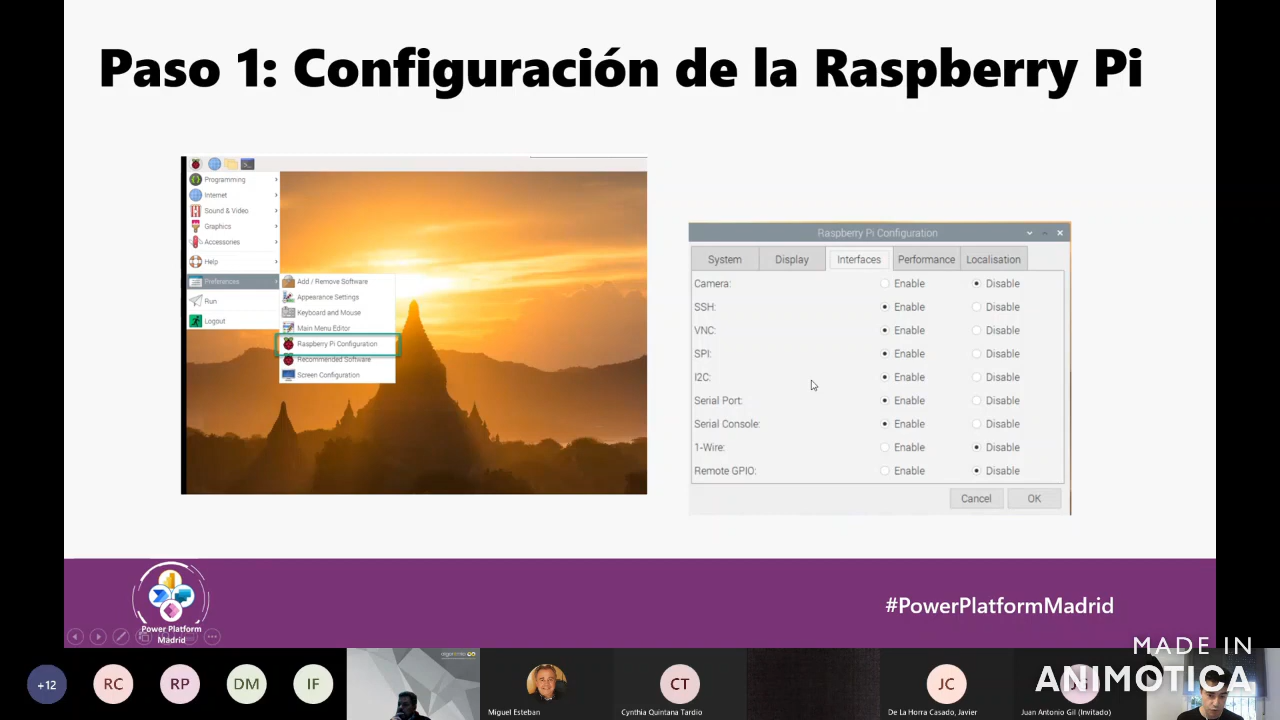 Paso 1: Configuración de la Raspberry Pi
Programming
Internet
Sound & Video
Graphics
Accessories
Help
Preferences
Run
Logout
Add / Remove Software
Appearance Settings
Keyboard and Mouse
Main Menu Editor
Raspberry Pi Configuration
Recommended Software
Screen Configuration
Raspberry Pi Configuration
System Display Interfaces Performance Localisation
Camera: Enable Disable
SSH: Enable Disable
VNC: Enable Disable
SPI: Enable Disable
I2C: Enable Disable
Serial Port: Enable Disable
Serial Console: Enable Disable
1-Wire: Enable Disable
Remote GPIO: Enable Disable
Cancel OK
Power Platform
Madrid
#PowerPlatformMadrid
MADE IN
ANIMOTICA
+12 RC RP DM IF CT JC
Miguel Esteban Cynthia Quintana Tardio De La Horra Casado, Javier Juan Antonio Gil (Invitado)